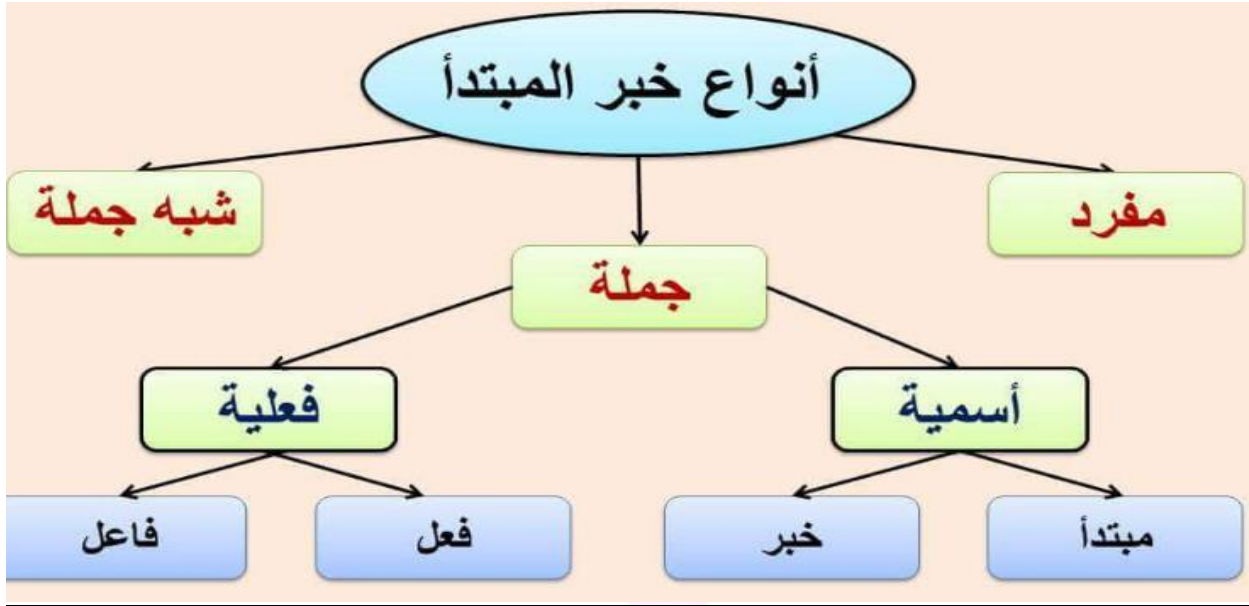 أنواع خبر المبتدأ
مفرد
شبه جملة
جملة
أسمية
فعلية
مبتدأ
خبر
فعل
فاعل